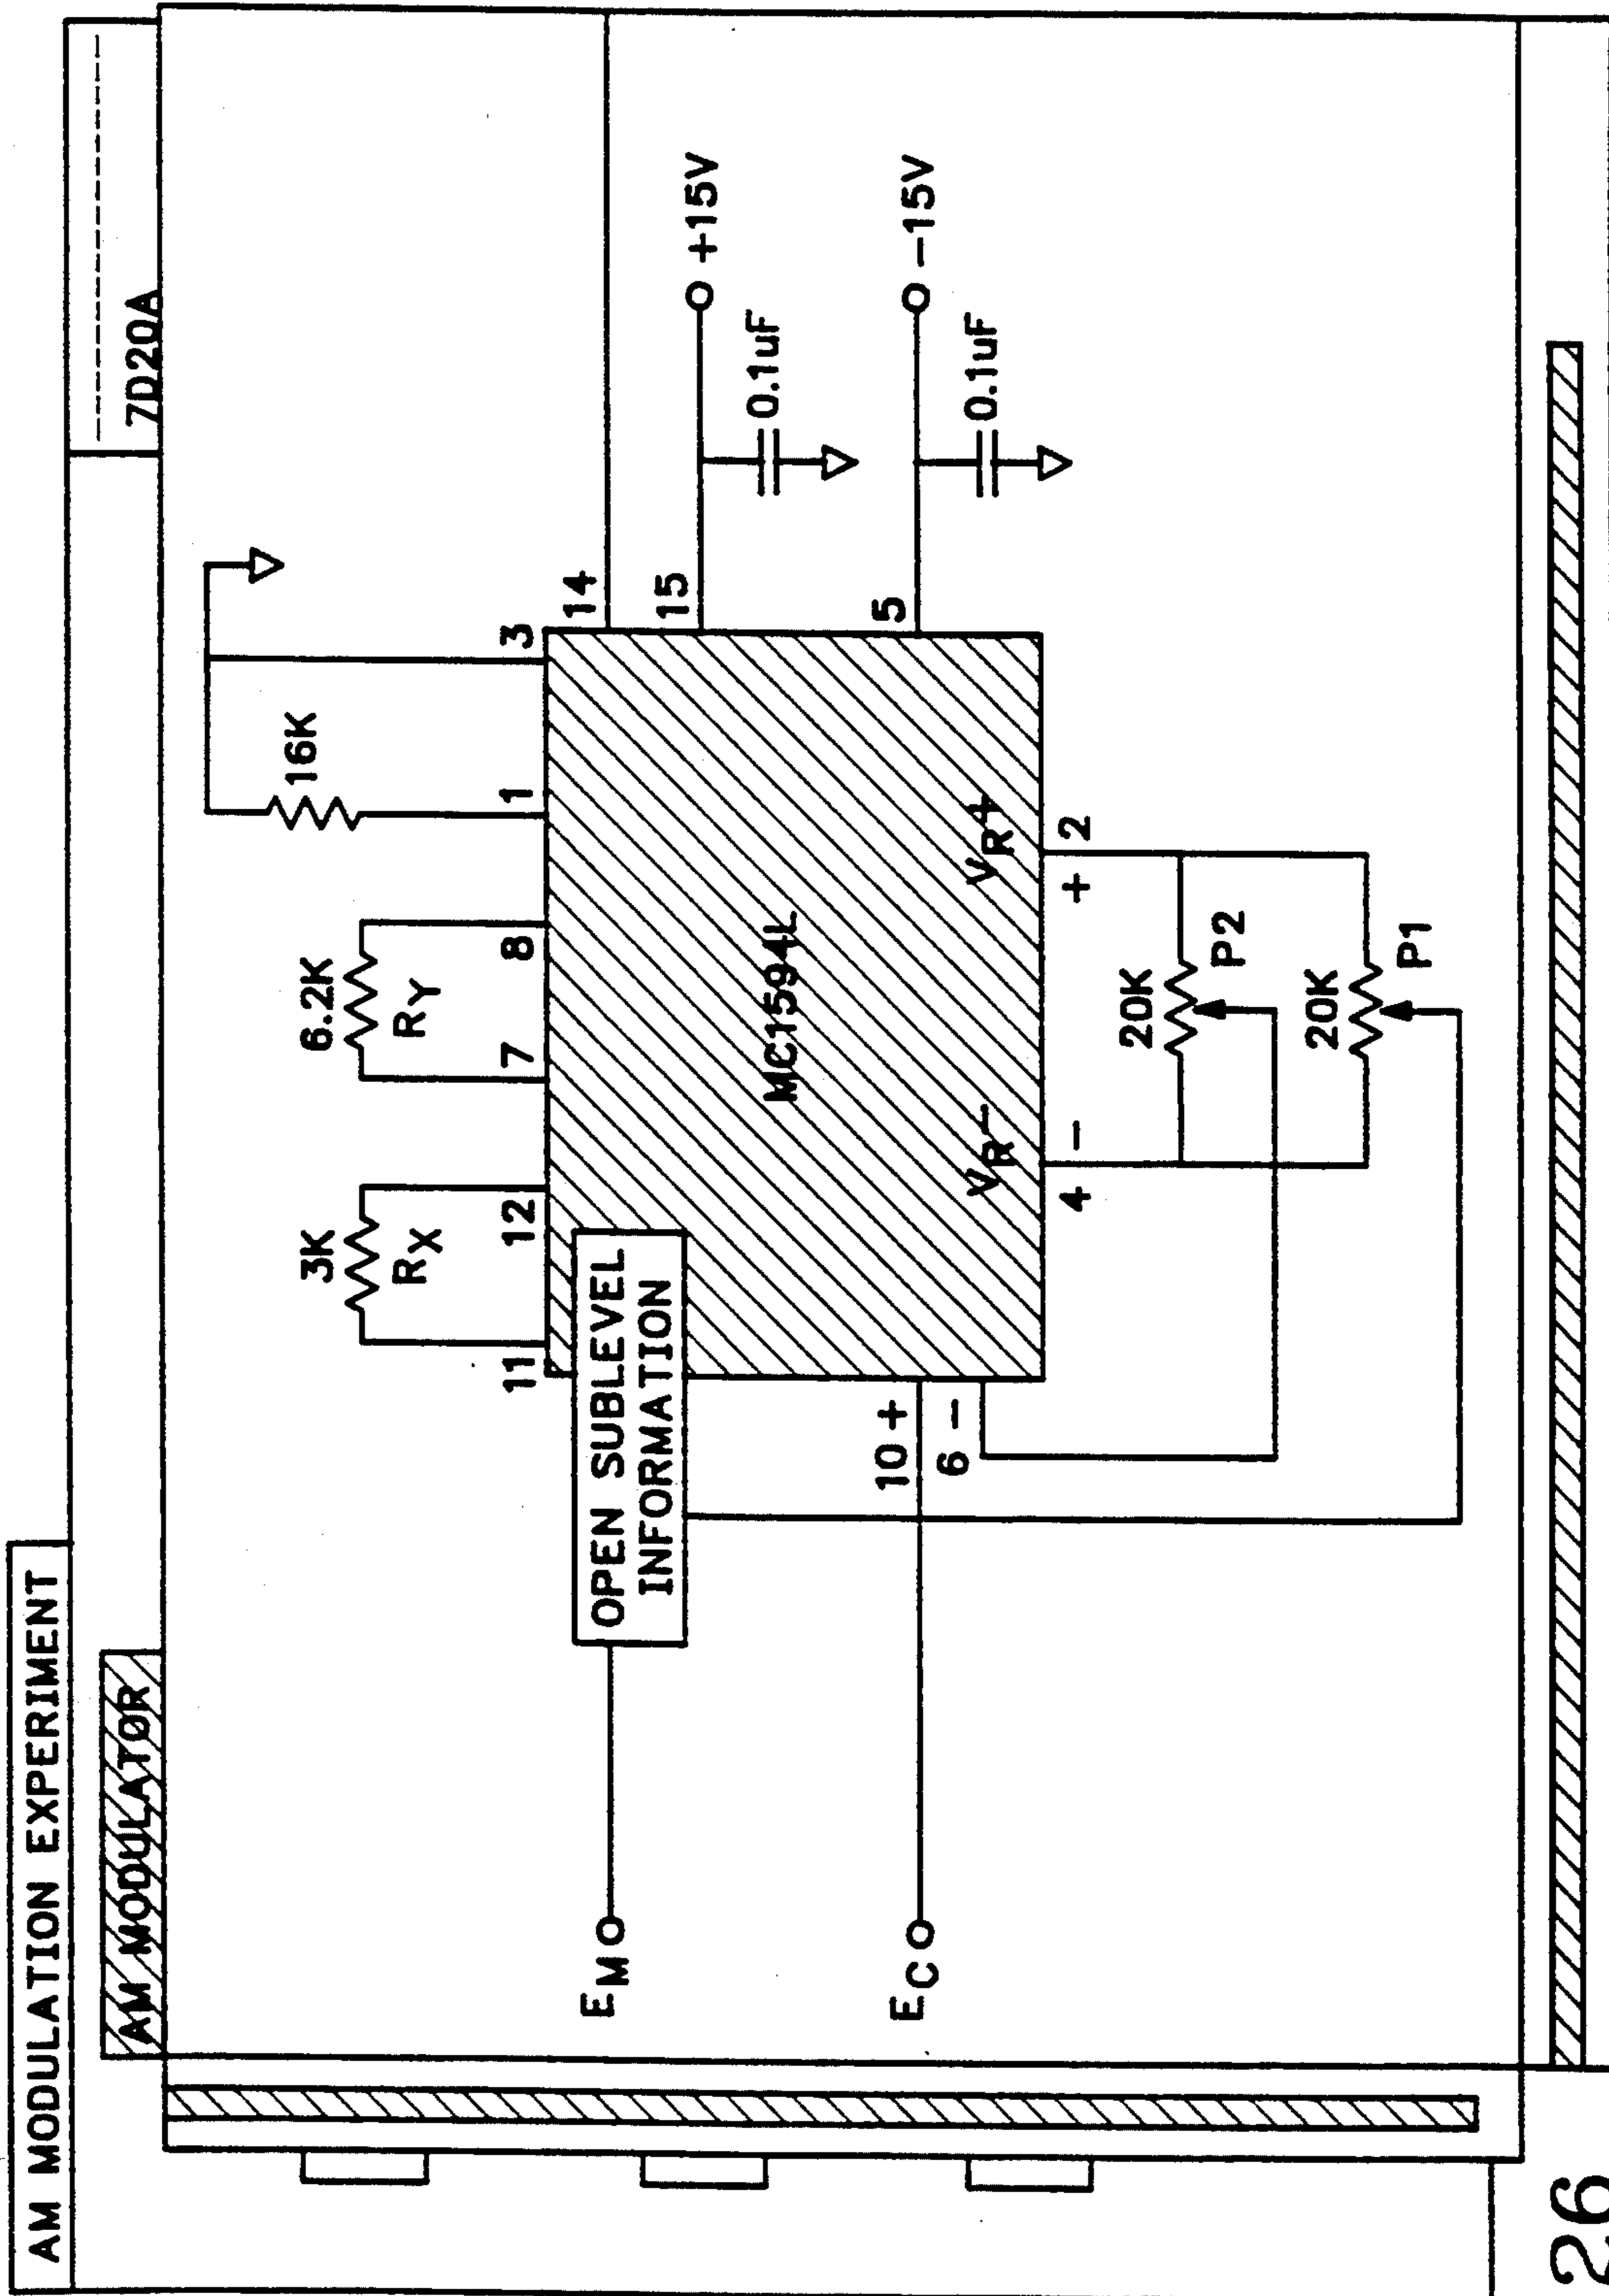 AM MODULATION EXPERIMENT
7D20A
AM MODULATOR
3K
RX
6.2K
RY
16K
11
12
7
8
1
3
14
15
+15V
0.1uF
5
-15V
0.1uF
OPEN SUBLEVEL
INFORMATION
MC1594L
EM
EC
10 +
6 -
VR-
VR+
4 -
+ 2
20K
P2
20K
P1
26